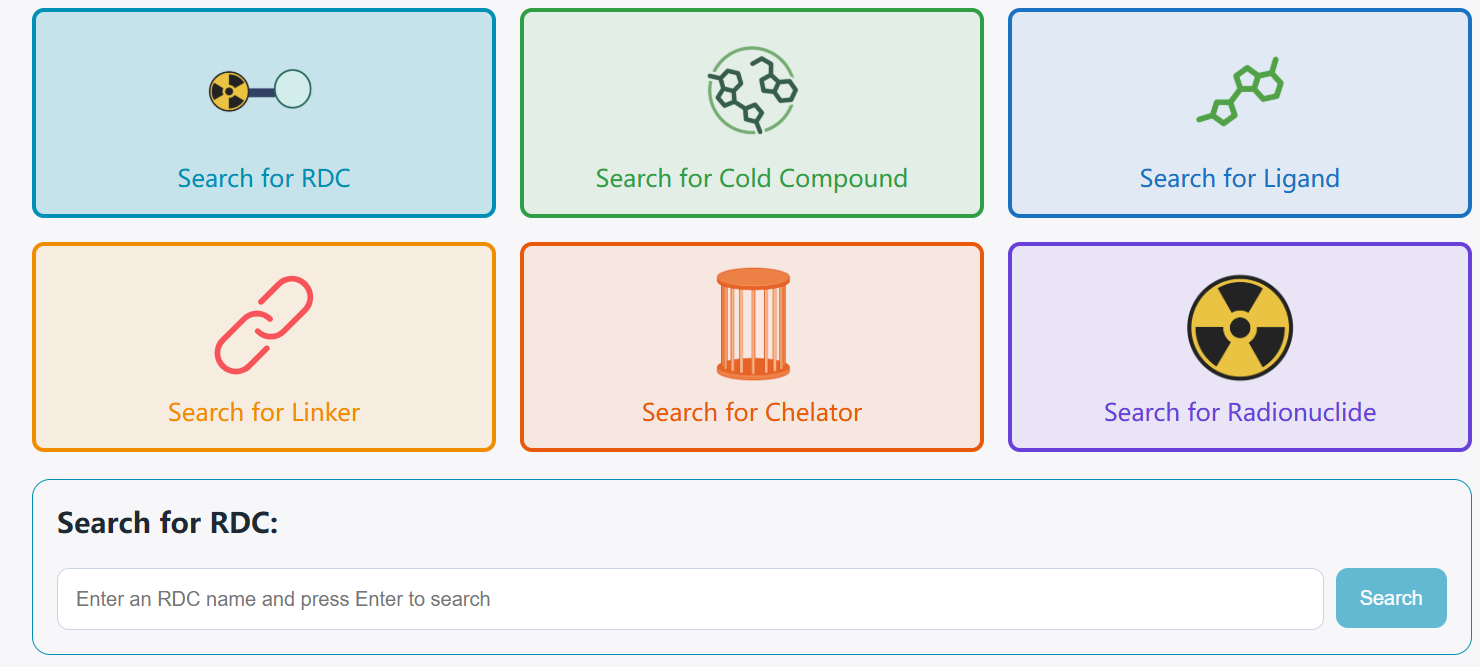 Search for RDC
Search for Cold Compound
Search for Ligand
Search for Linker
Search for Chelator
Search for Radionuclide
Search for RDC:
Enter an RDC name and press Enter to search
Search